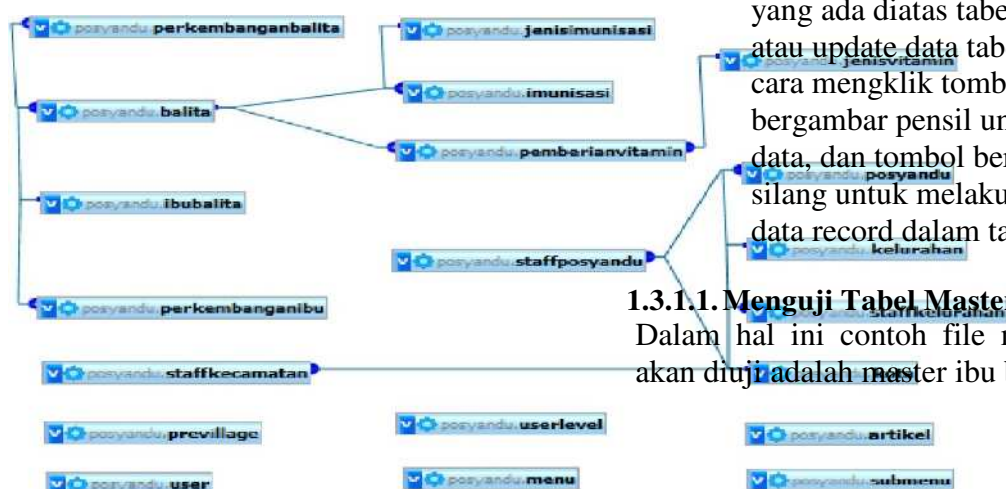 posyandu.perkembanganbalita
posyandu.balita
posyandu.ibubalita
posyandu.perkembanganibu
posyandu.staffkecamatan
posyandu.previllage
posyandu.user
posyandu.jenisimunisasi
posyandu.imunisasi
posyandu.pemberianvitamin
posyandu.staffposyandu
posyandu.userlevel
posyandu.menu
posyandu.jenisvitamin
posyandu.posyandu
posyandu.kelurahan
posyandu.staffkelurahan
posyandu.artikel
posyandu.submenu
yang ada diatas tabe
atau update data tab
cara mengklik tomb
bergambar pensil un
data, dan tombol ber
silang untuk melaku
data record dalam ta
1.3.1.1. Menguji Tabel Master
Dalam hal ini contoh file
akan diuji adalah master ibu